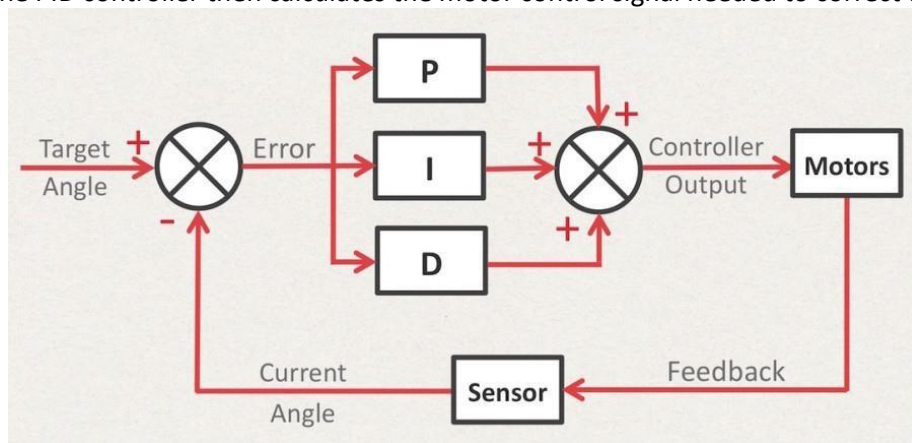 P
Target
+
Error
+
+
Controller
Angle
I
Output
Motors
-
+
D
Current
Angle
Sensor
Feedback